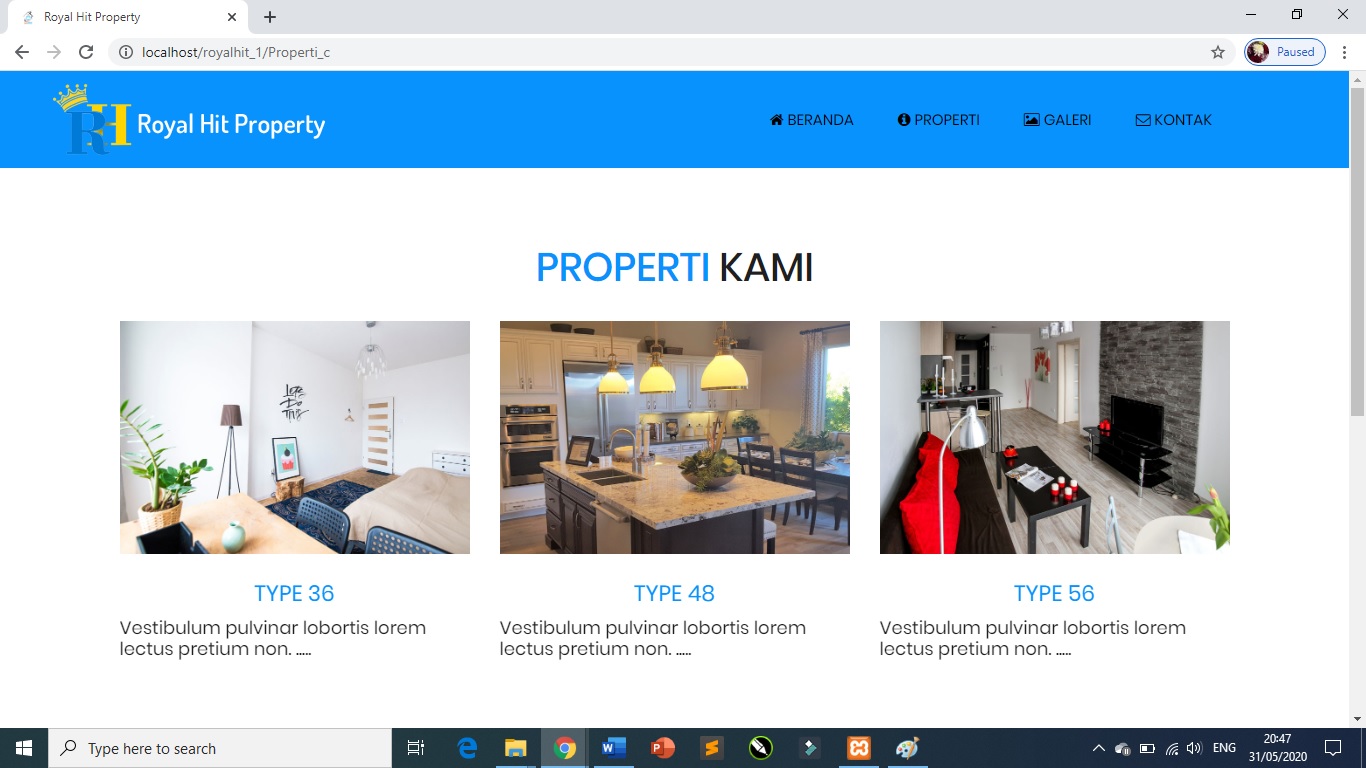 Royal Hit Property
localhost/royalhit_1/Properti_c
Paused
RH Royal Hit Property
BERANDA
PROPERTI
GALERI
KONTAK
PROPERTI KAMI
TYPE 36
Vestibulum pulvinar lobortis lorem
lectus pretium non. .....
TYPE 48
Vestibulum pulvinar lobortis lorem
lectus pretium non. .....
TYPE 56
Vestibulum pulvinar lobortis lorem
lectus pretium non. .....
Type here to search
ENG
20:47
31/05/2020